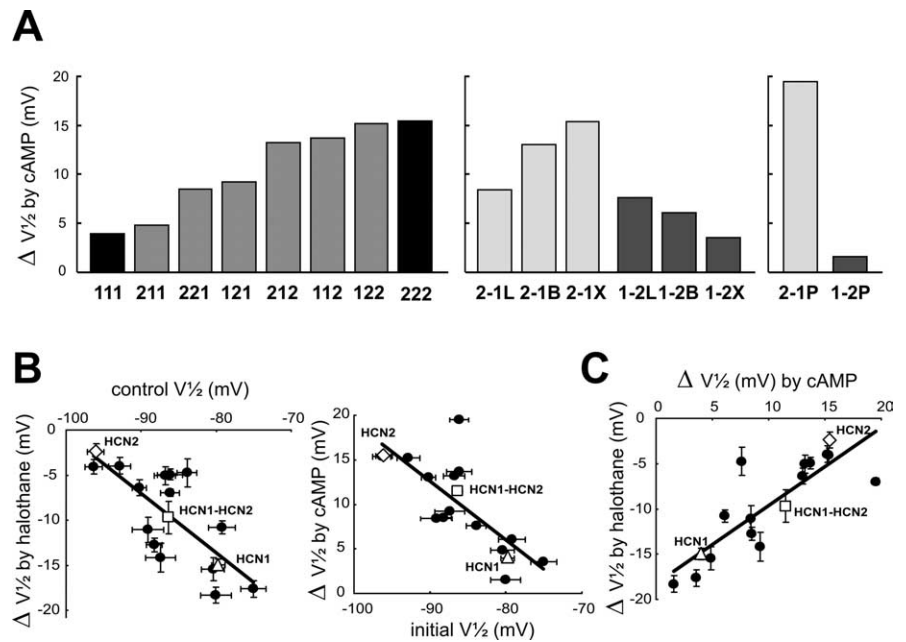 A
Δ V½ by cAMP (mV)
20
15
10
5
0
111 211 221 121 212 112 122 222
2-1L 2-1B 2-1X 1-2L 1-2B 1-2X
2-1P 1-2P
B
control V½ (mV)
-100 -90 -80 -70
Δ V½ by halothane (mV)
0
-5
-10
-15
-20
HCN2
HCN1-HCN2
HCN1
Δ V½ by cAMP (mV)
20
15
10
5
0
HCN2
HCN1-HCN2
HCN1
-100 -90 -80 -70
initial V½ (mV)
C
Δ V½ (mV) by cAMP
0 5 10 15 20
Δ V½ by halothane (mV)
0
-5
-10
-15
-20
HCN2
HCN1-HCN2
HCN1